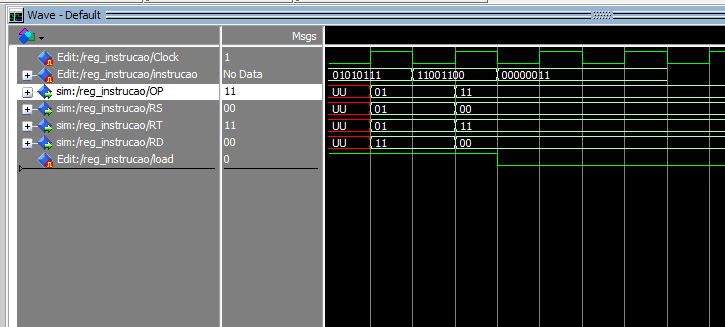 Wave - Default
Msgs
Edit:/reg_instrucao/Clock 1
Edit:/reg_instrucao/instrucao No Data 01010111 11001100 00000011
sim:/reg_instrucao/OP 11 UU 01 11
sim:/reg_instrucao/RS 00 UU 01 00
sim:/reg_instrucao/RT 11 UU 01 11
sim:/reg_instrucao/RD 00 UU 11 00
Edit:/reg_instrucao/load 0